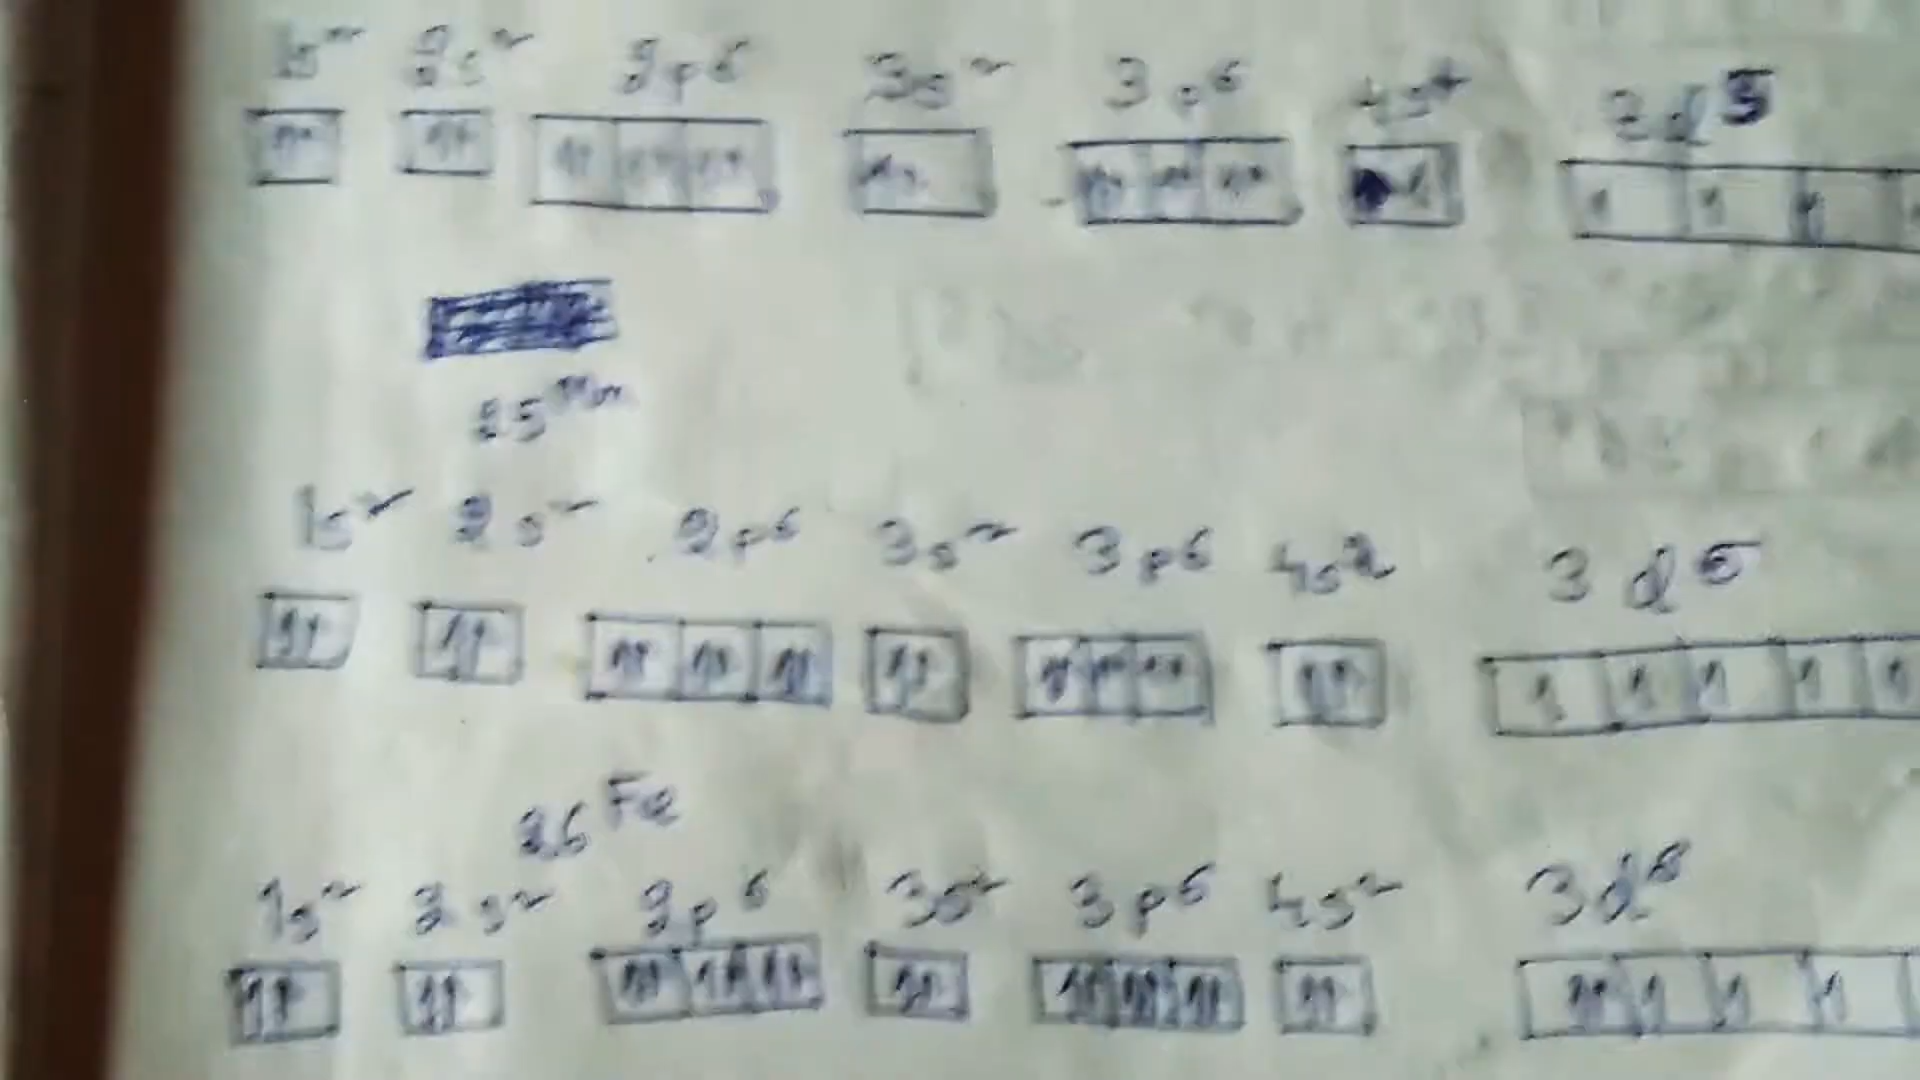 1s² 2s² 2p⁶ 3s² 3p⁶ 4s¹ 3d⁵
25Mn
1s² 2s² 2p⁶ 3s² 3p⁶ 4s² 3d⁵
26Fe
1s² 2s² 2p⁶ 3s² 3p⁶ 4s² 3d⁶